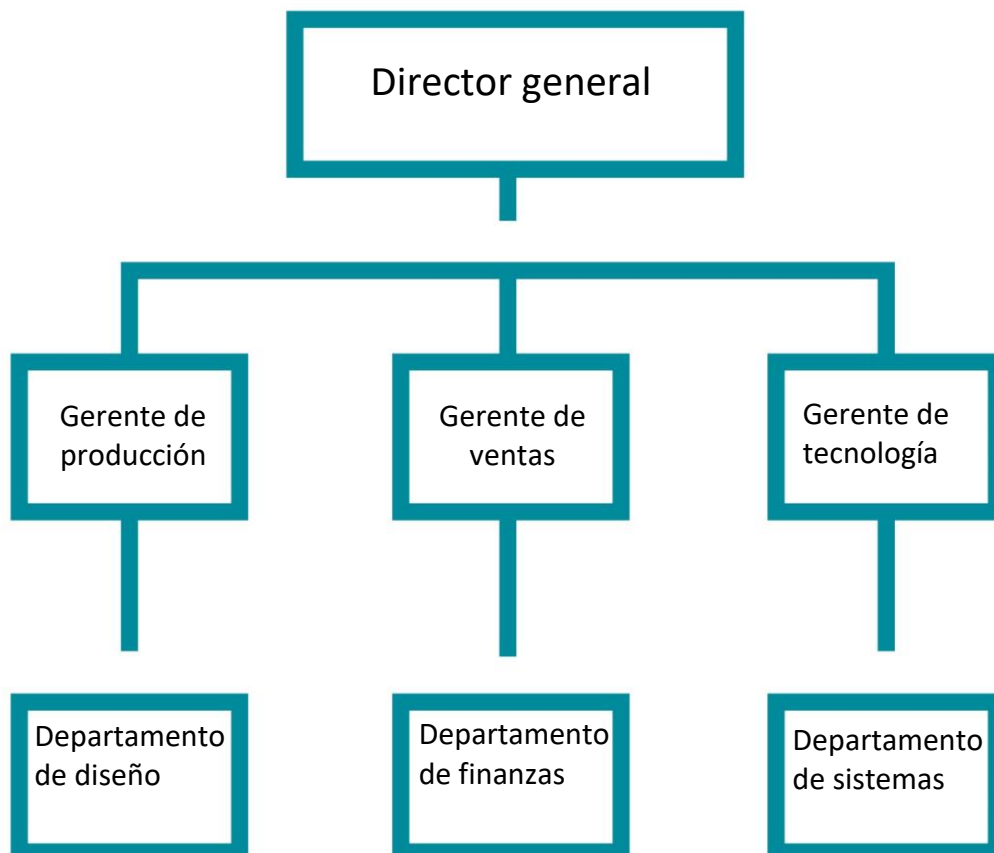 Director general
Gerente de
producción
Gerente de
ventas
Gerente de
tecnología
Departamento
de diseño
Departamento
de finanzas
Departamento
de sistemas